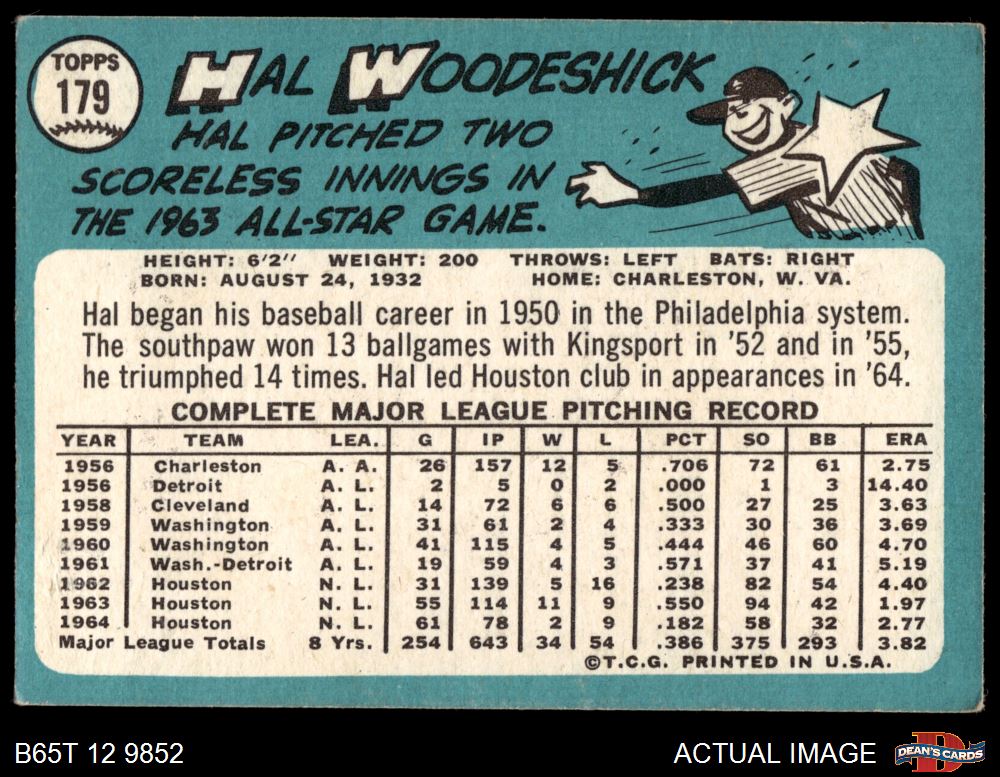 TOPPS
179
HAL WOODESHICK
HAL PITCHED TWO
SCORELESS INNINGS IN
THE 1963 ALL-STAR GAME.
HEIGHT: 6'2" WEIGHT: 200 THROWS: LEFT BATS: RIGHT
BORN: AUGUST 24, 1932 HOME: CHARLESTON, W. VA.
Hal began his baseball career in 1950 in the Philadelphia system.
The southpaw won 13 ballgames with Kingsport in '52 and in '55,
he triumphed 14 times. Hal led Houston club in appearances in '64.
COMPLETE MAJOR LEAGUE PITCHING RECORD
YEAR TEAM LEA. G IP W L PCT SO BB ERA
1956 Charleston A. A. 26 157 12 5 .706 72 61 2.75
1956 Detroit A. L. 2 5 0 2 .000 1 3 14.40
1958 Cleveland A. L. 14 72 6 6 .500 27 25 3.63
1959 Washington A. L. 31 61 2 4 .333 30 36 3.69
1960 Washington A. L. 41 115 4 5 .444 46 60 4.70
1961 Wash.-Detroit A. L. 19 59 4 3 .571 37 41 5.19
1962 Houston N. L. 31 139 5 16 .238 82 54 4.40
1963 Houston N. L. 55 114 11 9 .550 94 42 1.97
1964 Houston N. L. 61 78 2 9 .182 58 32 2.77
Major League Totals 8 Yrs. 254 643 34 54 .386 375 293 3.82
©T.C.G. PRINTED IN U.S.A.
B65T 12 9852 ACTUAL IMAGE DEAN'S CARDS